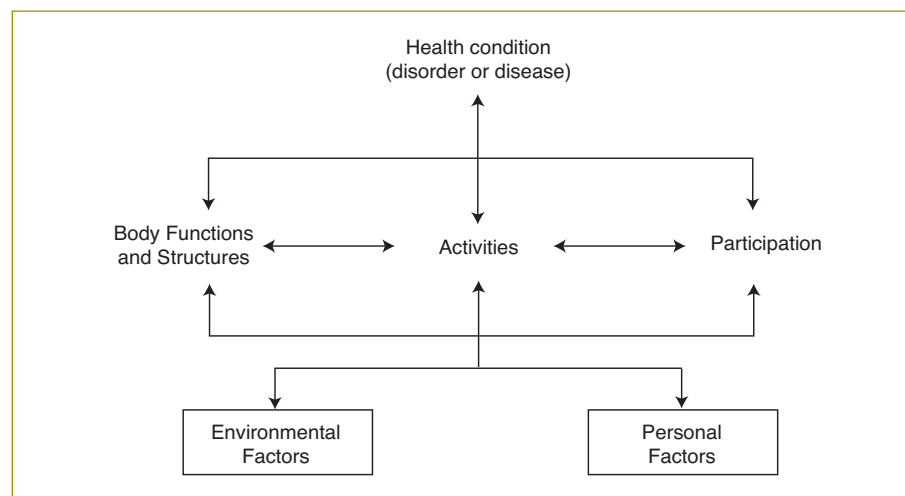 Health condition
(disorder or disease)
Body Functions
and Structures
Activities
Participation
Environmental
Factors
Personal
Factors